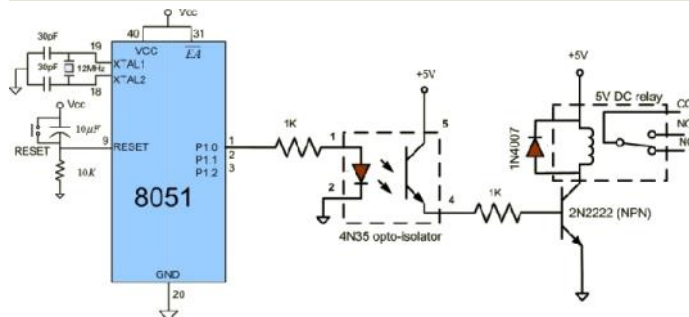 Vcc
30pF
19
40
31
VCC
EA
XTAL1
30pF
12MHz
XTAL2
18
Vcc
10µF
9
RESET
RESET
10K
P1.0
1
P1.1
2
P1.2
3
8051
GND
20
1K
1
2
+5V
5
4
4N35 opto-isolator
1K
+5V
5V DC relay
1N4007
2N2222 (NPN)